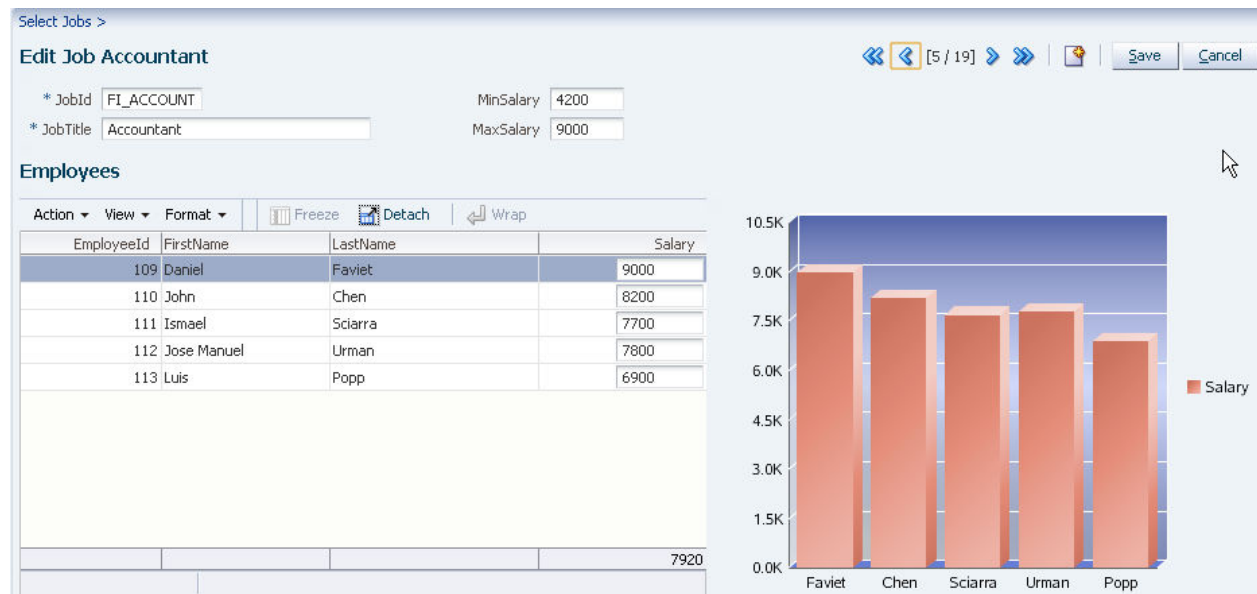 Select Jobs >
Edit Job Accountant
[5 / 19]
Save
Cancel
* JobId FI_ACCOUNT
MinSalary 4200
* JobTitle Accountant
MaxSalary 9000
Employees
Action View Format Freeze Detach Wrap
EmployeeId FirstName LastName Salary
109 Daniel Faviet 9000
110 John Chen 8200
111 Ismael Sciarra 7700
112 Jose Manuel Urman 7800
113 Luis Popp 6900
7920
10.5K
9.0K
7.5K
6.0K
4.5K
3.0K
1.5K
0.0K
Faviet Chen Sciarra Urman Popp
Salary